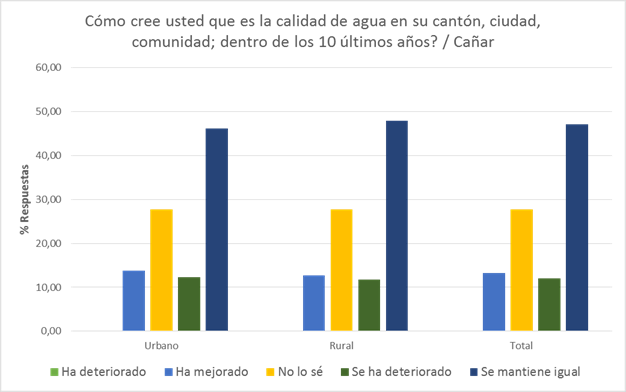 Cómo cree usted que es la calidad de agua en su cantón, ciudad,
comunidad; dentro de los 10 últimos años? / Cañar
60,00
50,00
40,00
30,00
20,00
10,00
0,00
% Respuestas
Urbano Rural Total
Ha deteriorado Ha mejorado No lo sé Se ha deteriorado Se mantiene igual